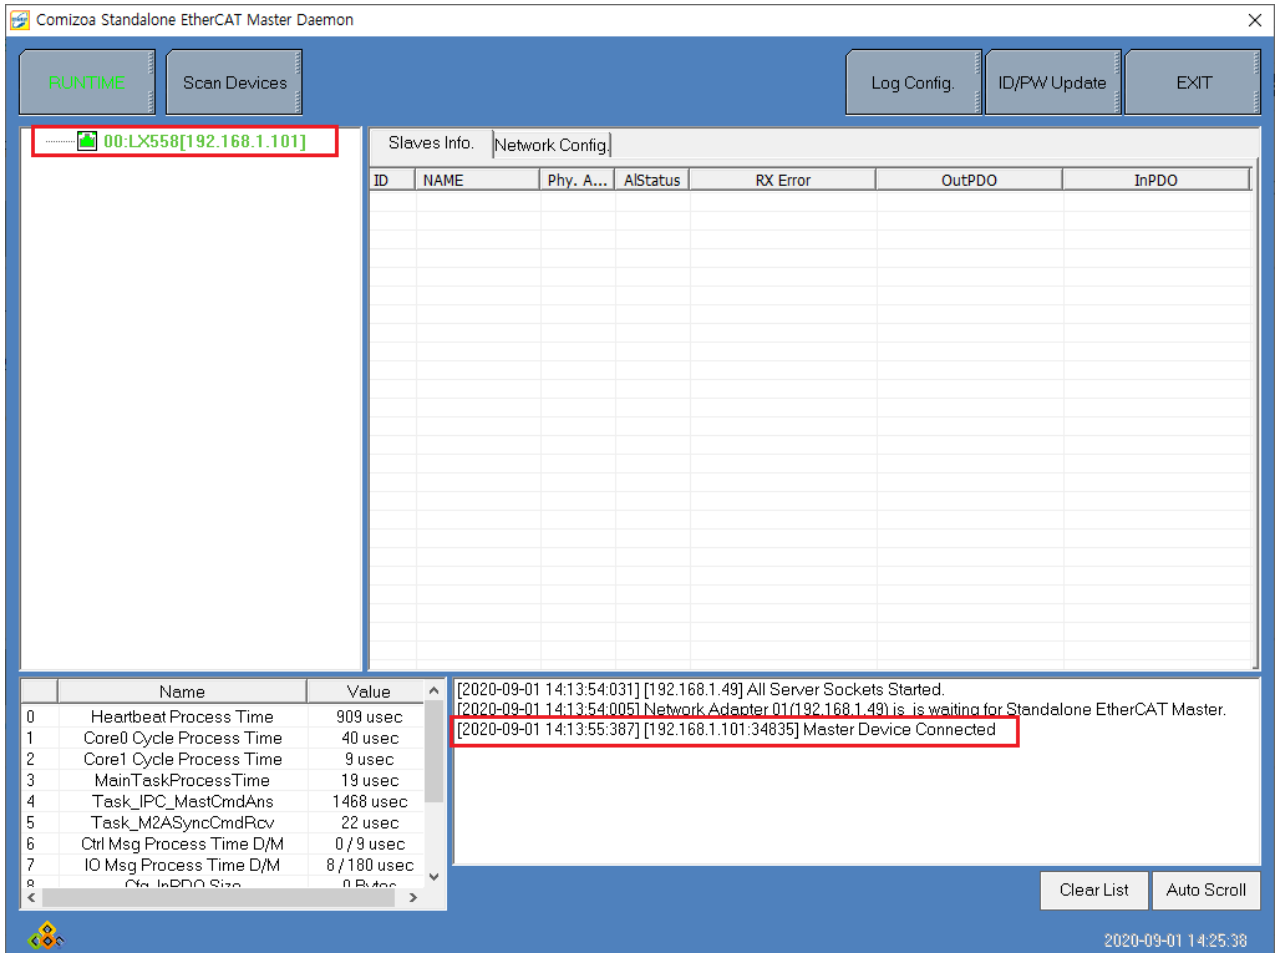 Comizoa Standalone EtherCAT Master Daemon
RUNTIME Scan Devices Log Config. ID/PW Update EXIT
00:LX558[192.168.1.101]
Slaves Info. Network Config.
ID NAME Phy. A... AlStatus RX Error OutPDO InPDO
Name Value
0 Heartbeat Process Time 909 usec
1 Core0 Cycle Process Time 40 usec
2 Core1 Cycle Process Time 9 usec
3 MainTaskProcessTime 19 usec
4 Task_IPC_MastCmdAns 1468 usec
5 Task_M2ASyncCmdRcv 22 usec
6 Ctrl Msg Process Time D/M 0 / 9 usec
7 IO Msg Process Time D/M 8 / 180 usec
8 Cfg. InPDO Size 0 Bytes
[2020-09-01 14:13:54:031] [192.168.1.49] All Server Sockets Started.
[2020-09-01 14:13:54:005] Network Adapter 01(192.168.1.49) is is waiting for Standalone EtherCAT Master.
[2020-09-01 14:13:55:387] [192.168.1.101:34835] Master Device Connected
Clear List Auto Scroll
2020-09-01 14:25:38